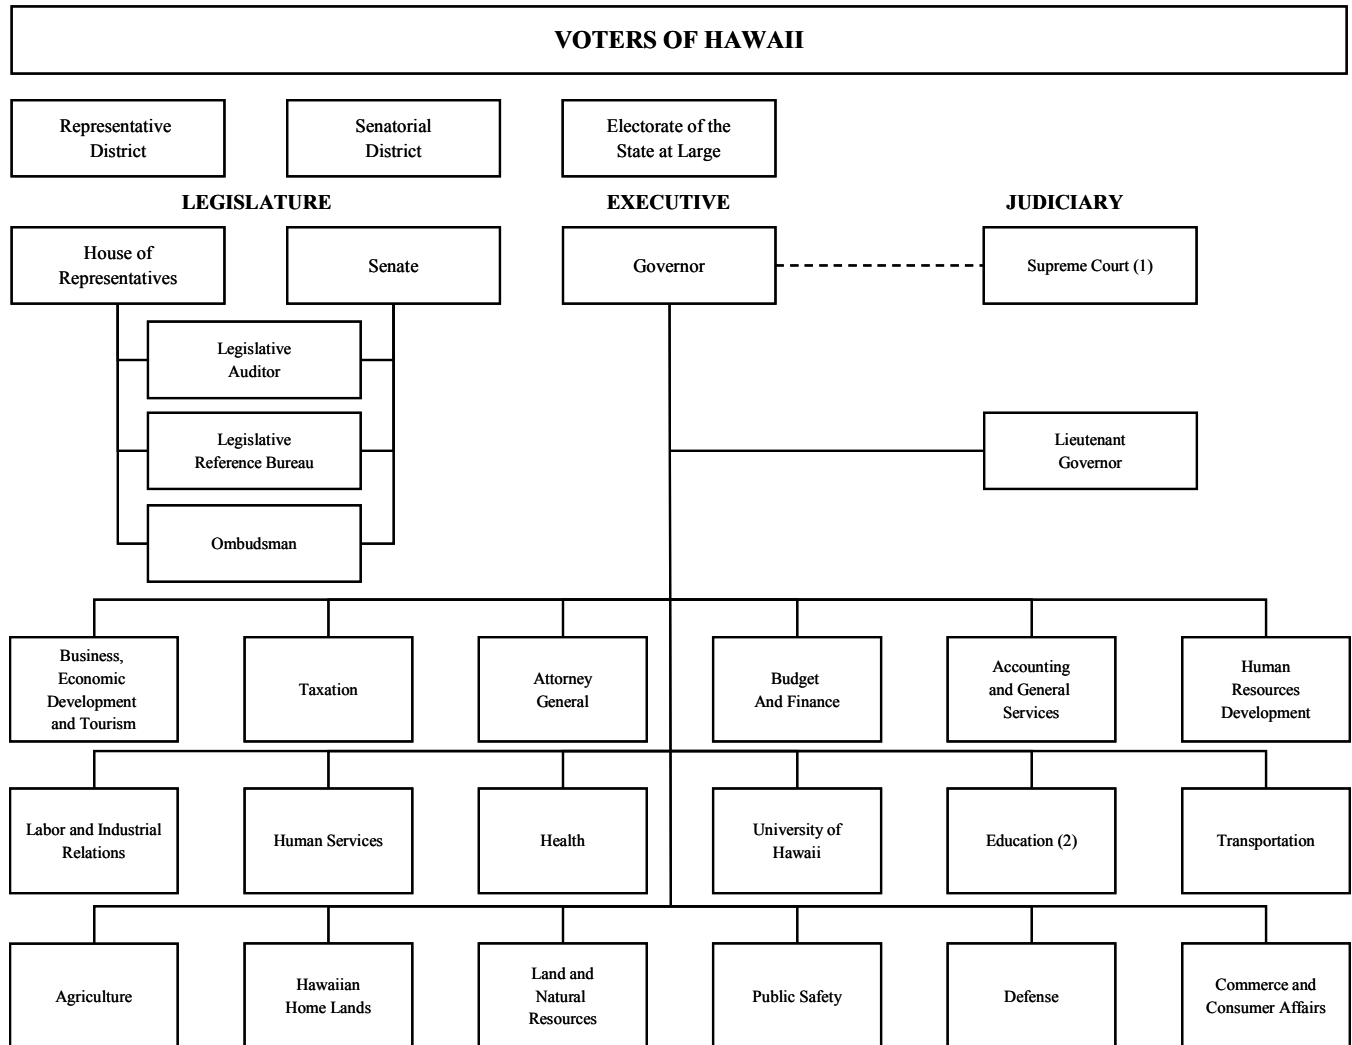 VOTERS OF HAWAII
Representative
District
Senatorial
District
Electorate of the
State at Large
LEGISLATURE
EXECUTIVE
JUDICIARY
House of
Representatives
Senate
Governor
Supreme Court (1)
Legislative
Auditor
Legislative
Reference Bureau
Lieutenant
Governor
Ombudsman
Business,
Economic
Development
and Tourism
Taxation
Attorney
General
Budget
And Finance
Accounting
and General
Services
Human
Resources
Development
Labor and Industrial
Relations
Human Services
Health
University of
Hawaii
Education (2)
Transportation
Agriculture
Hawaiian
Home Lands
Land and
Natural
Resources
Public Safety
Defense
Commerce and
Consumer Affairs